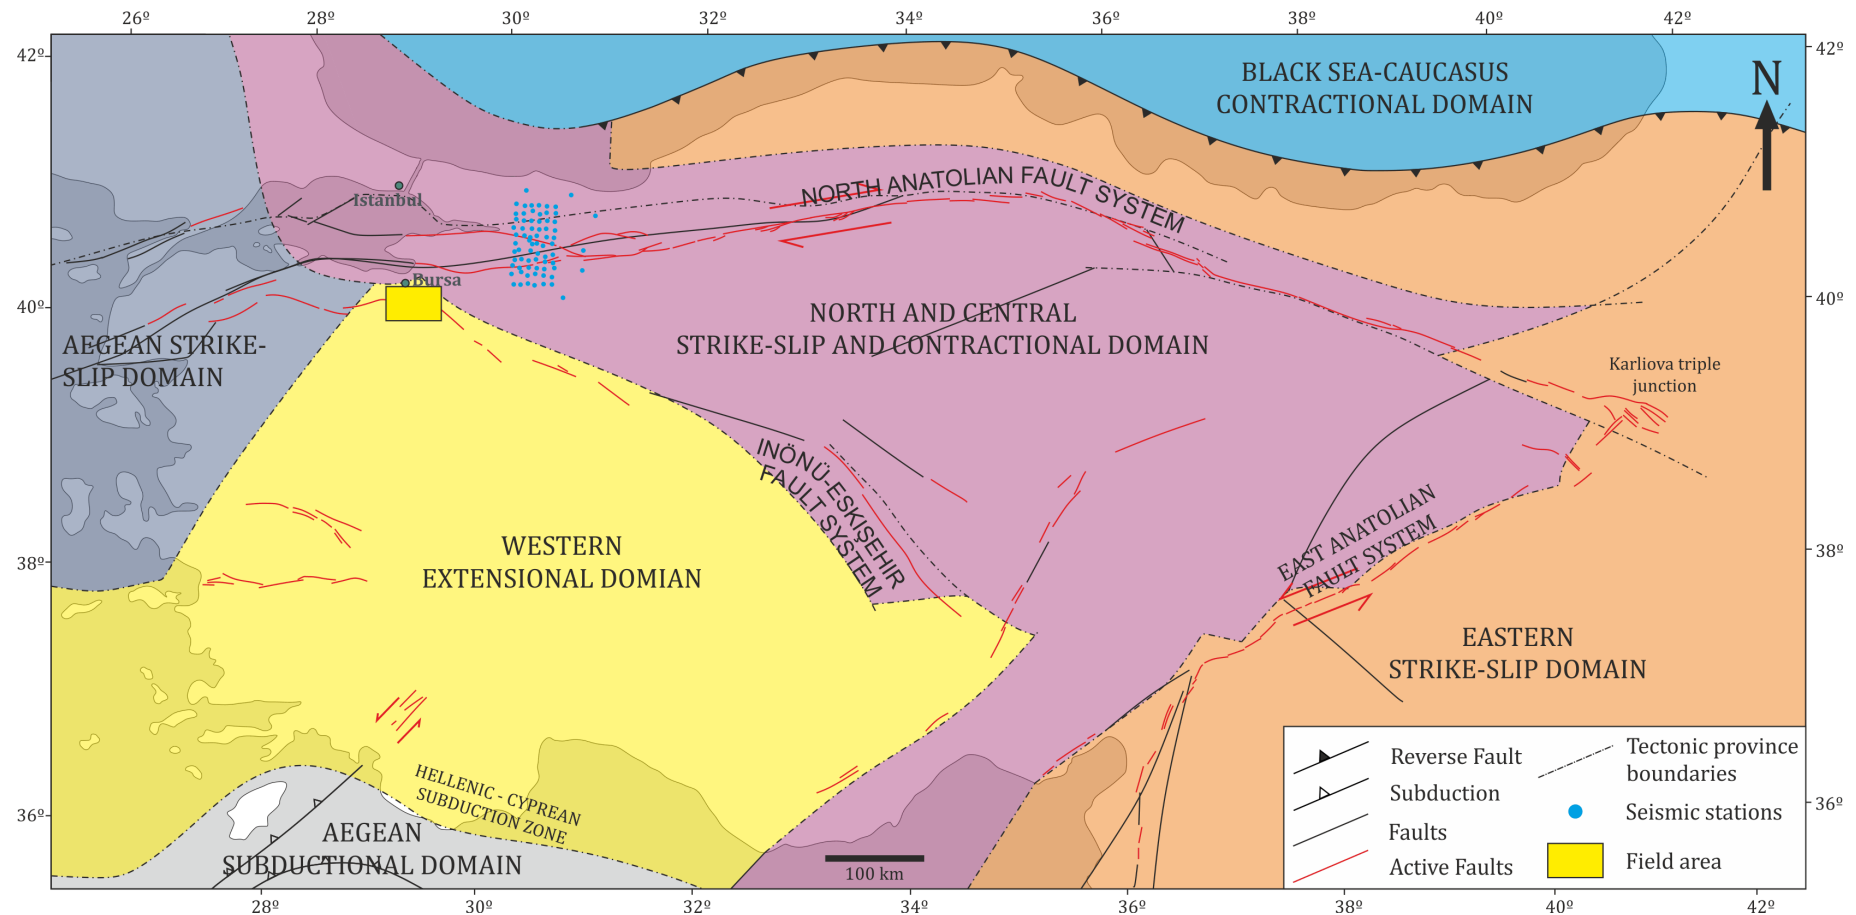 26º 28º 30º 32º 34º 36º 38º 40º 42º
42º
42º
BLACK SEA-CAUCASUS
CONTRACTIONAL DOMAIN
N
NORTH ANATOLIAN FAULT SYSTEM
Istanbul
Bursa
40º
40º
NORTH AND CENTRAL
STRIKE-SLIP AND CONTRACTIONAL DOMAIN
AEGEAN STRIKE-
SLIP DOMAIN
Karliova triple
junction
INÖNÜ-ESKIŞEHIR
FAULT SYSTEM
EAST ANATOLIAN
FAULT SYSTEM
38º
38º
WESTERN
EXTENSIONAL DOMIAN
EASTERN
STRIKE-SLIP DOMAIN
HELLENIC - CYPREAN
SUBDUCTION ZONE
36º
36º
AEGEAN
SUBDUCTIONAL DOMAIN
100 km
Reverse Fault
Subduction
Faults
Active Faults
Tectonic province
boundaries
Seismic stations
Field area
28º 30º 32º 34º 36º 38º 40º 42º